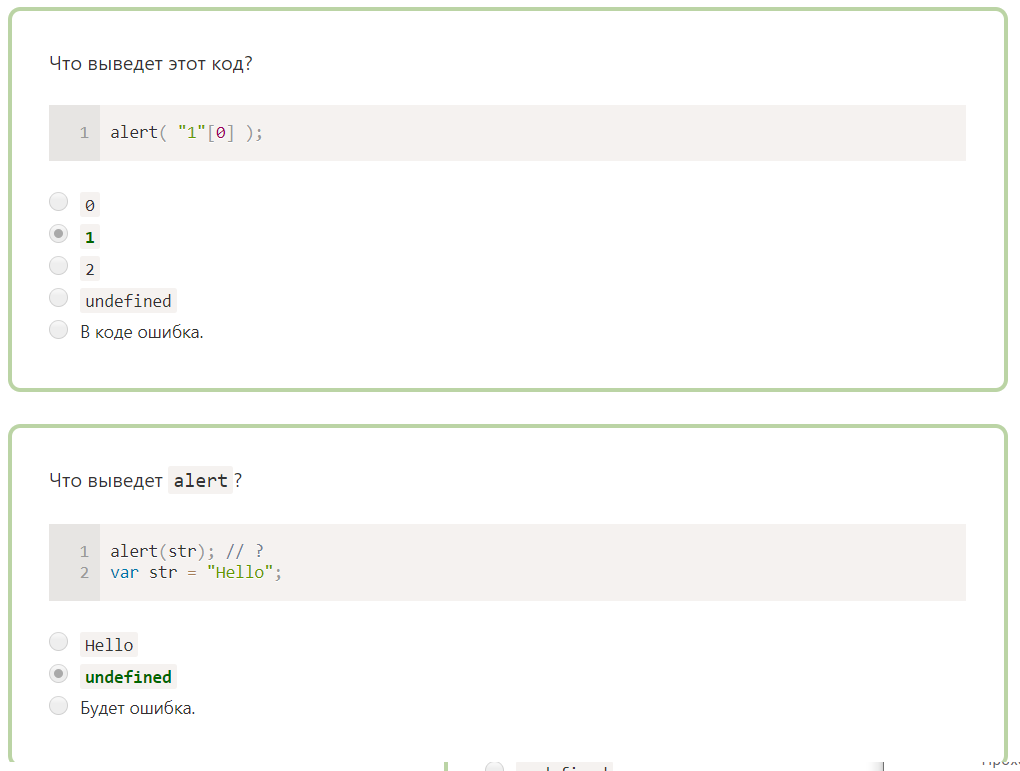 Что выведет этот код?
1 alert( "1"[0] );
0
1
2
undefined
В коде ошибка.
Что выведет alert?
1 alert(str); // ?
2 var str = "Hello";
Hello
undefined
Будет ошибка.